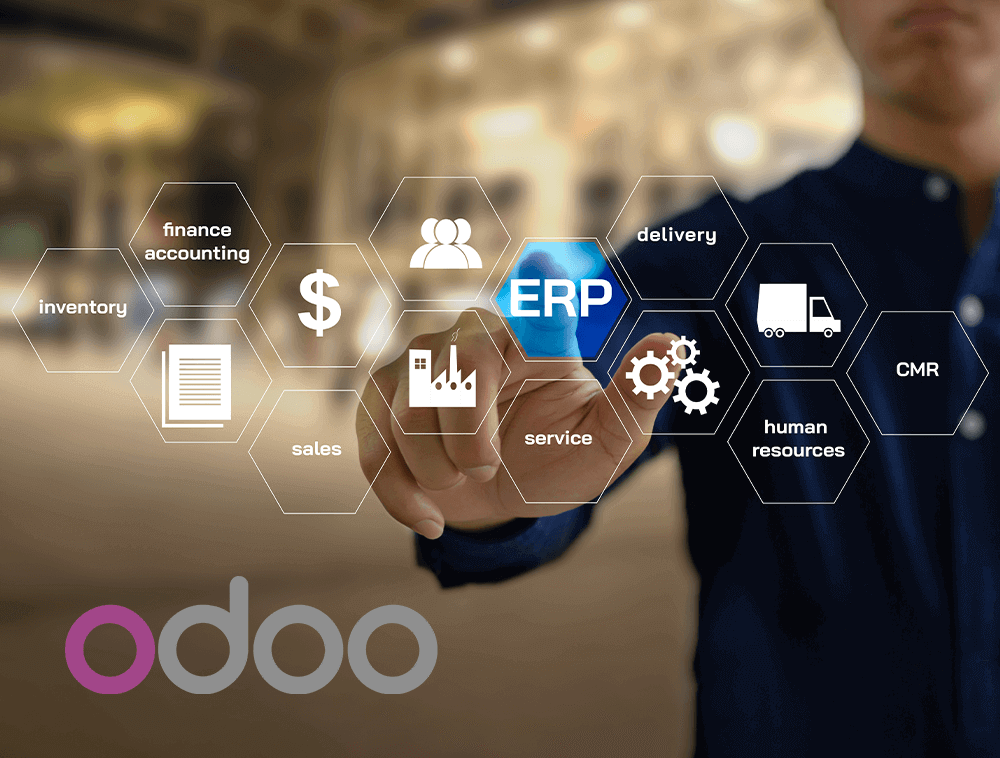 finance
accounting
delivery
inventory
$
ERP
CMR
sales
service
human
resources
odoo